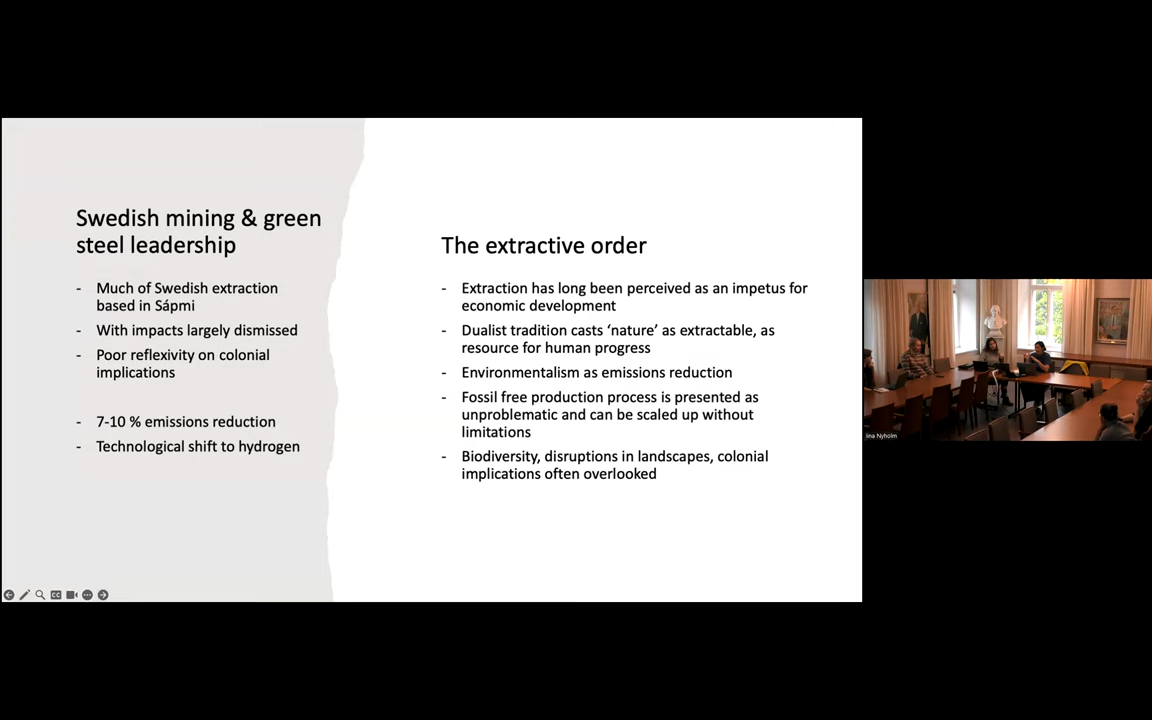 Swedish mining & green
steel leadership
- Much of Swedish extraction
based in Sápmi
- With impacts largely dismissed
- Poor reflexivity on colonial
implications
- 7-10 % emissions reduction
- Technological shift to hydrogen
The extractive order
- Extraction has long been perceived as an impetus for
economic development
- Dualist tradition casts ‘nature’ as extractable, as
resource for human progress
- Environmentalism as emissions reduction
- Fossil free production process is presented as
unproblematic and can be scaled up without
limitations
- Biodiversity, disruptions in landscapes, colonial
implications often overlooked
Iina Nyholm